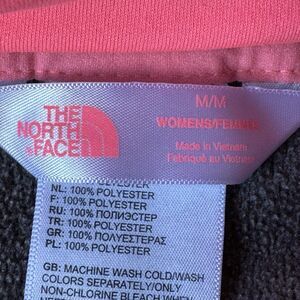 THE
NORTH
FACE
M/M
WOMENS/FEMME
Made in Vietnam
Fabriqué au Vietnam
NL: 100% POLYESTER
F: 100% POLYESTER
RU: 100% ПОЛИЭСТЕР
TR: 100% POLYESTER
GR: 100% ΠΟΛΥΕΣΤΕΡΑΣ
PL: 100% POLYESTER
GB: MACHINE WASH COLD/WASH
COLORS SEPARATELY/ONLY
NON-CHLORINE BLEACH WHEN